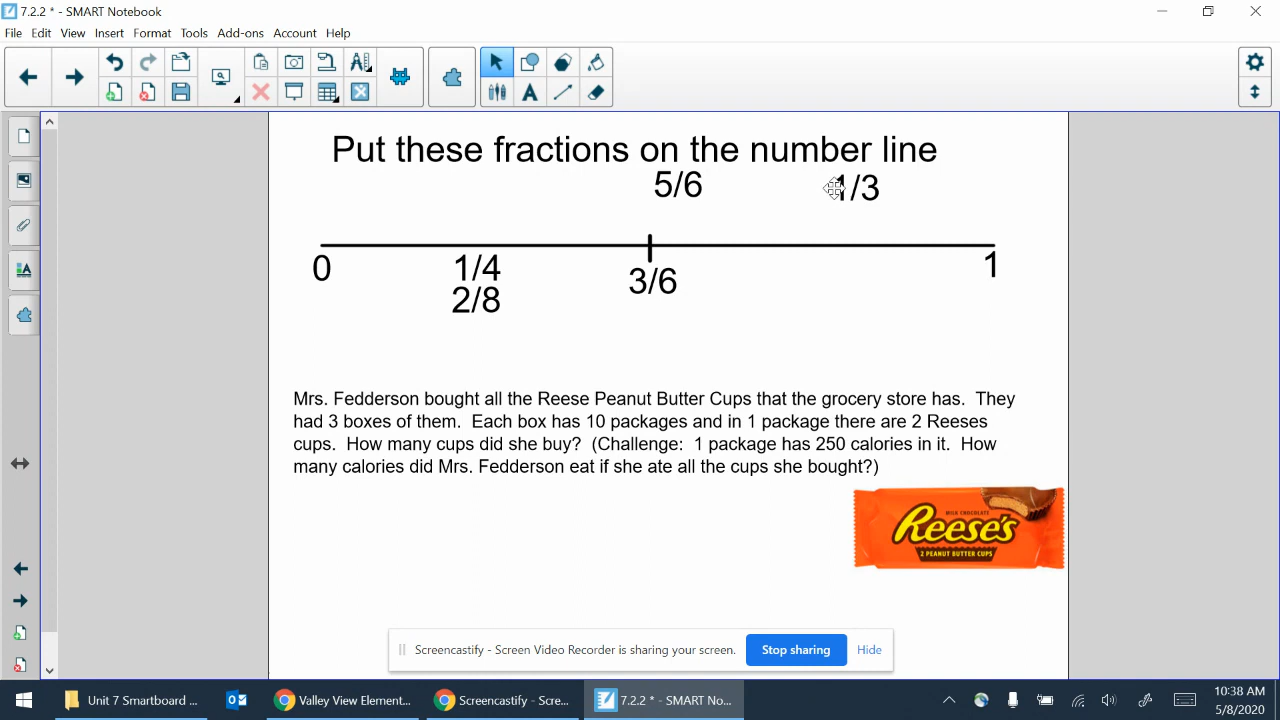 7.2.2 * - SMART Notebook
File Edit View Insert Format Tools Add-ons Account Help
Put these fractions on the number line
5/6 1/3
0 1/4 3/6 1
2/8
Mrs. Fedderson bought all the Reese Peanut Butter Cups that the grocery store has. They
had 3 boxes of them. Each box has 10 packages and in 1 package there are 2 Reeses
cups. How many cups did she buy? (Challenge: 1 package has 250 calories in it. How
many calories did Mrs. Fedderson eat if she ate all the cups she bought?)
MILK CHOCOLATE
Reese's
2 PEANUT BUTTER CUPS
Screencastify - Screen Video Recorder is sharing your screen. Stop sharing Hide
Unit 7 Smartboard ... Valley View Element... Screencastify - Scre... 7.2.2 * - SMART No... 10:38 AM
5/8/2020